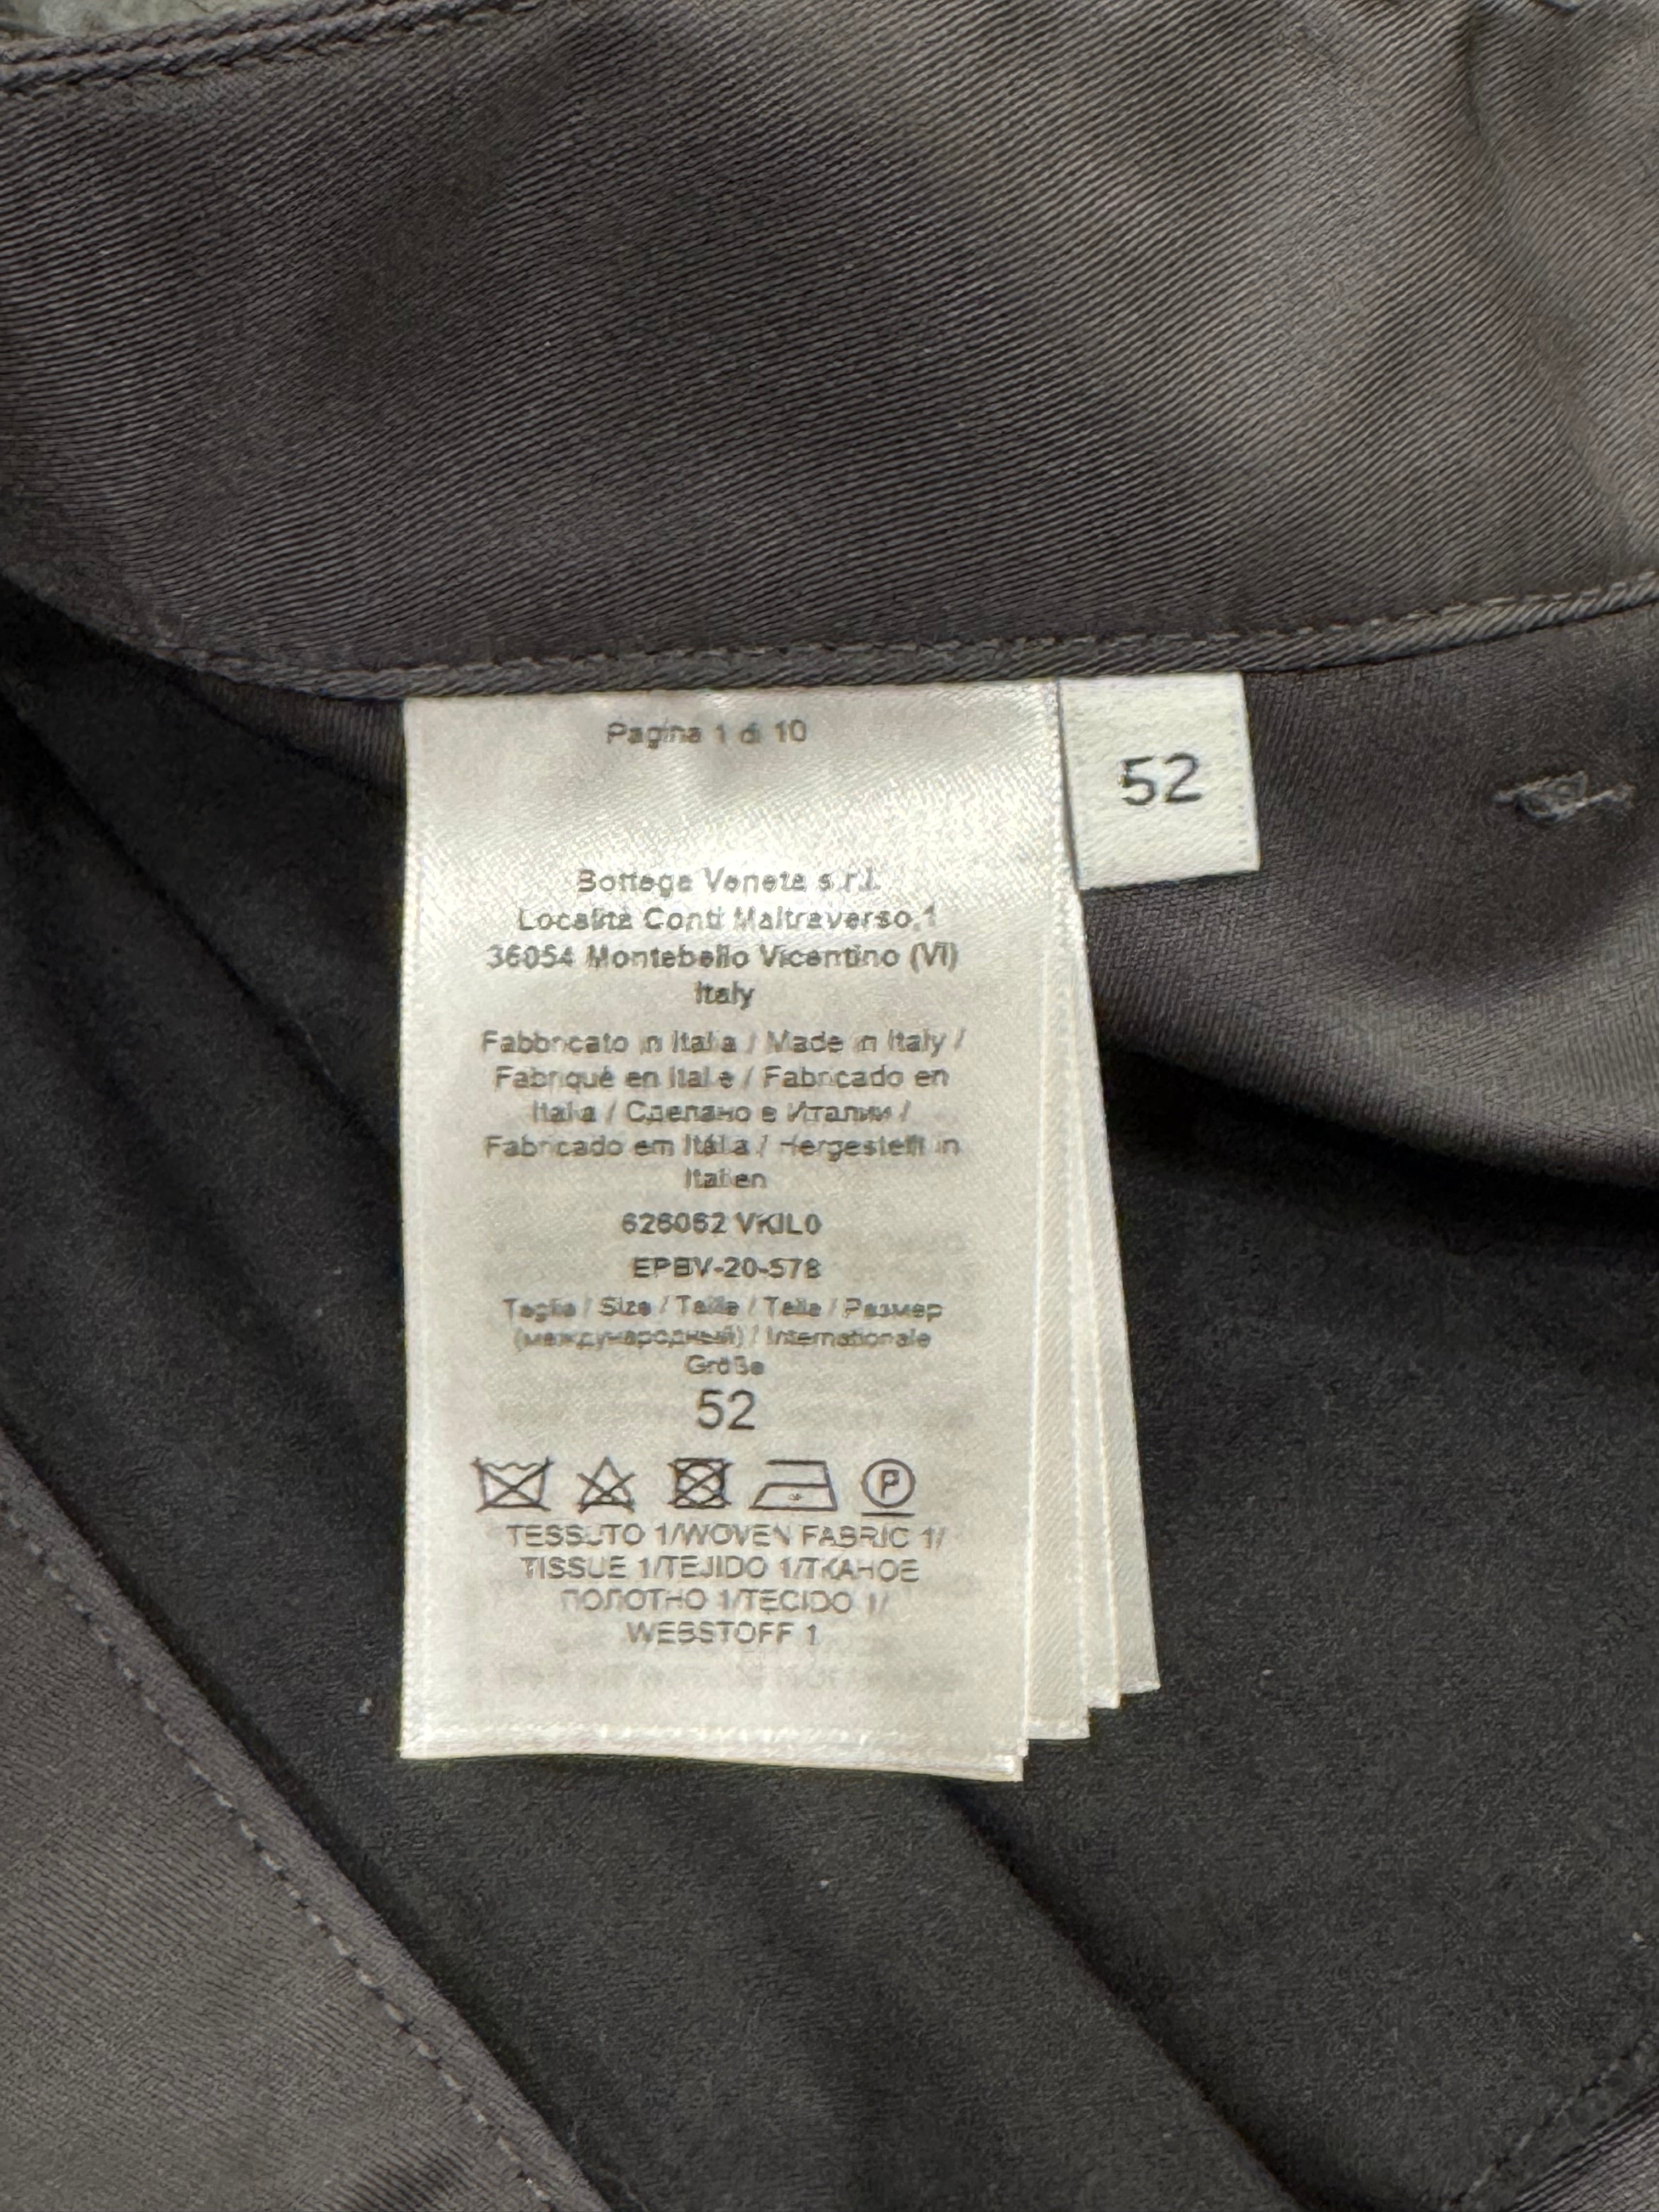 Pagina 1 di 10
52
Bottega Veneta s.r.l.
Località Conti Maltraverso,1
36054 Montebello Vicentino (VI)
Italy
Fabbricato in Italia / Made in Italy /
Fabriqué en Italie / Fabricado en
Italia / Сделано в Италии /
Fabricado em Itália / Hergestellt in
Italien
626062 VKIL0
EPBV-20-578
Taglia / Size / Taille / Talla / Размер
(международный) / Internationale
Größe
52
P
TESSUTO 1/WOVEN FABRIC 1/
TISSUE 1/TEJIDO 1/ТКАНОЕ
ПОЛОТНО 1/TECIDO 1/
WEBSTOFF 1